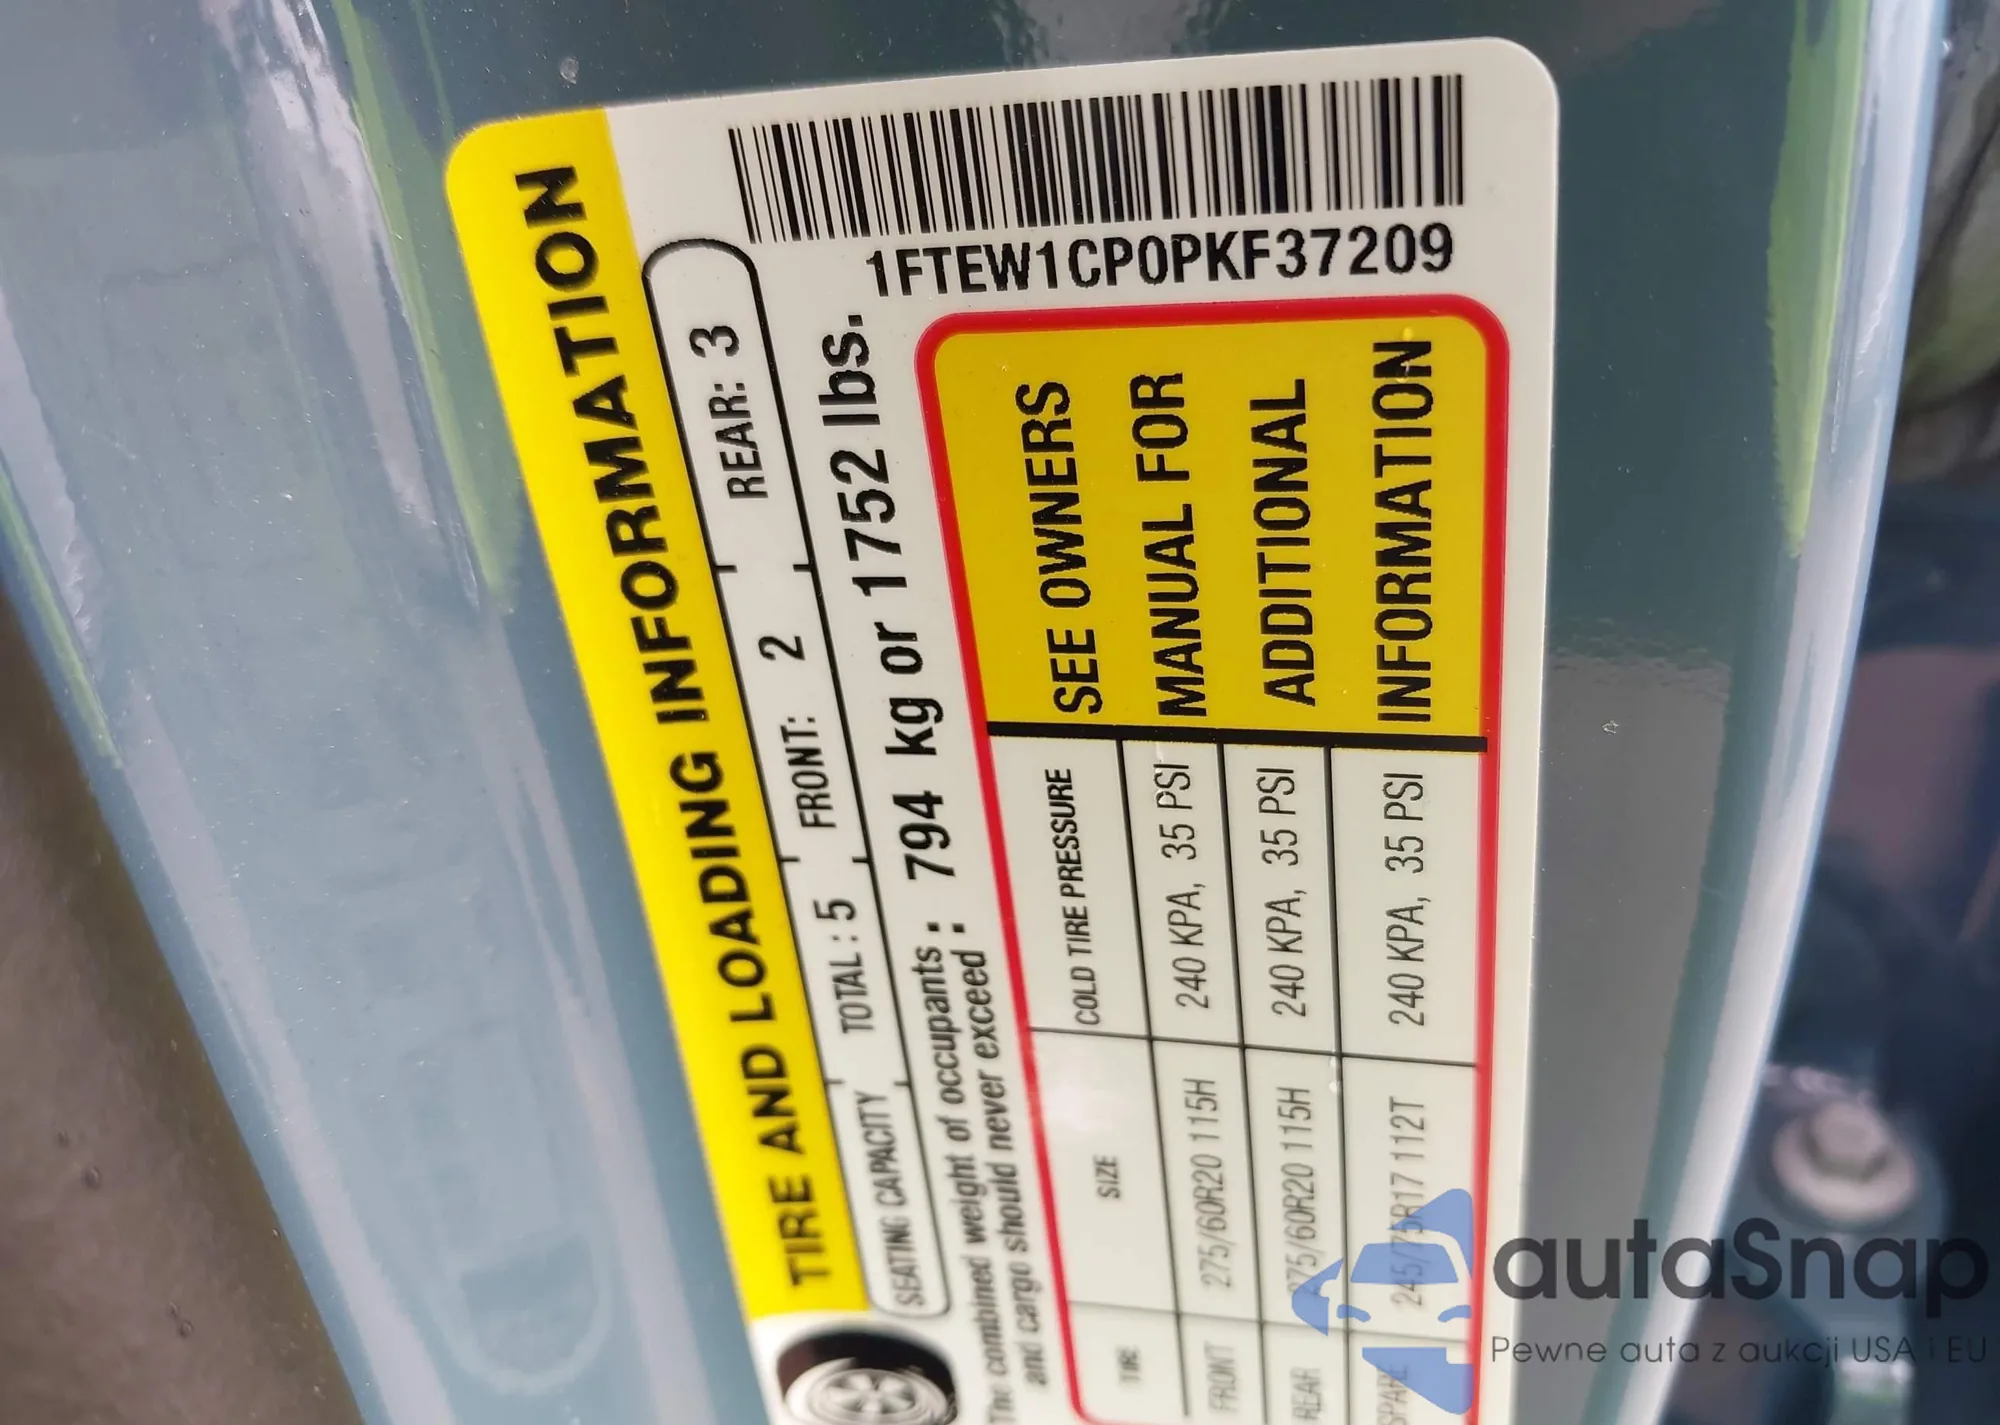 TIRE AND LOADING INFORMATION
SEATING CAPACITY TOTAL : 5 FRONT: 2 REAR: 3
The combined weight of occupants and cargo should never exceed : 794 kg or 1752 lbs.
1FTEW1CP0PKF37209
TIRE SIZE COLD TIRE PRESSURE
FRONT 275/60R20 115H 240 KPA, 35 PSI
REAR 275/60R20 115H 240 KPA, 35 PSI
SPARE 245/75R17 112T 240 KPA, 35 PSI
SEE OWNERS
MANUAL FOR
ADDITIONAL
INFORMATION
autaSnap
Pewne auta z aukcji USA i EU